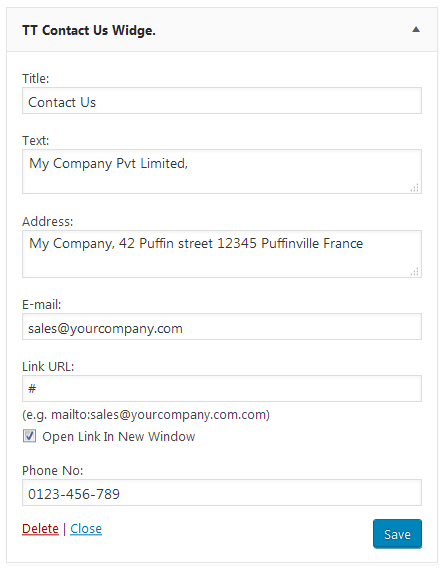 TT Contact Us Widge.
Title:
Contact Us
Text:
My Company Pvt Limited,
Address:
My Company, 42 Puffin street 12345 Puffinville France
E-mail:
sales@yourcompany.com
Link URL:
#
(e.g. mailto:sales@yourcompany.com.com)
Open Link In New Window
Phone No:
0123-456-789
Delete | Close
Save